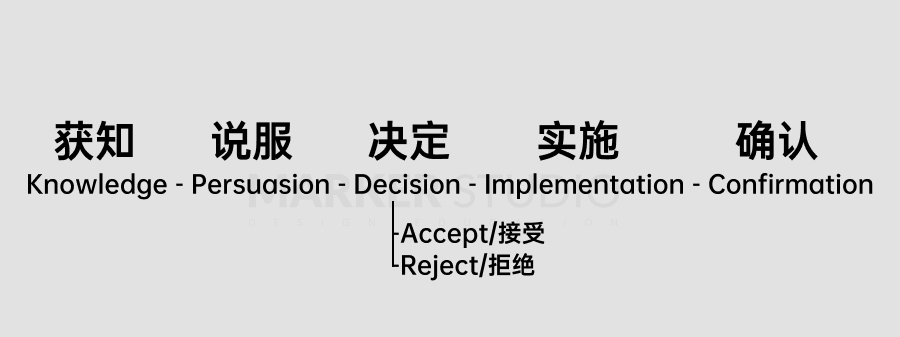 获知 说服 决定 实施 确认
Knowledge - Persuasion - Decision - Implementation - Confirmation
MARKER STUDIO
Accept/接受
Reject/拒绝